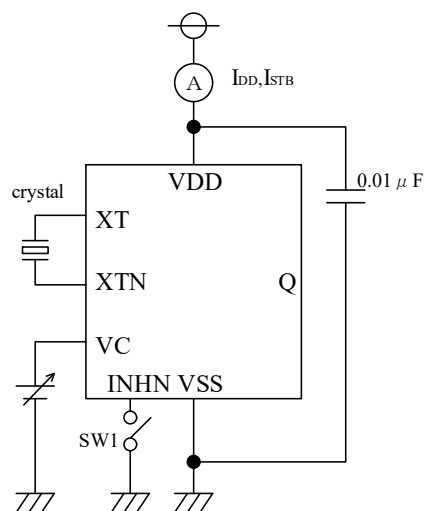 A
IDD,ISTB
0.01 μF
crystal
VDD
XT
XTN
Q
VC
INHN VSS
SW1